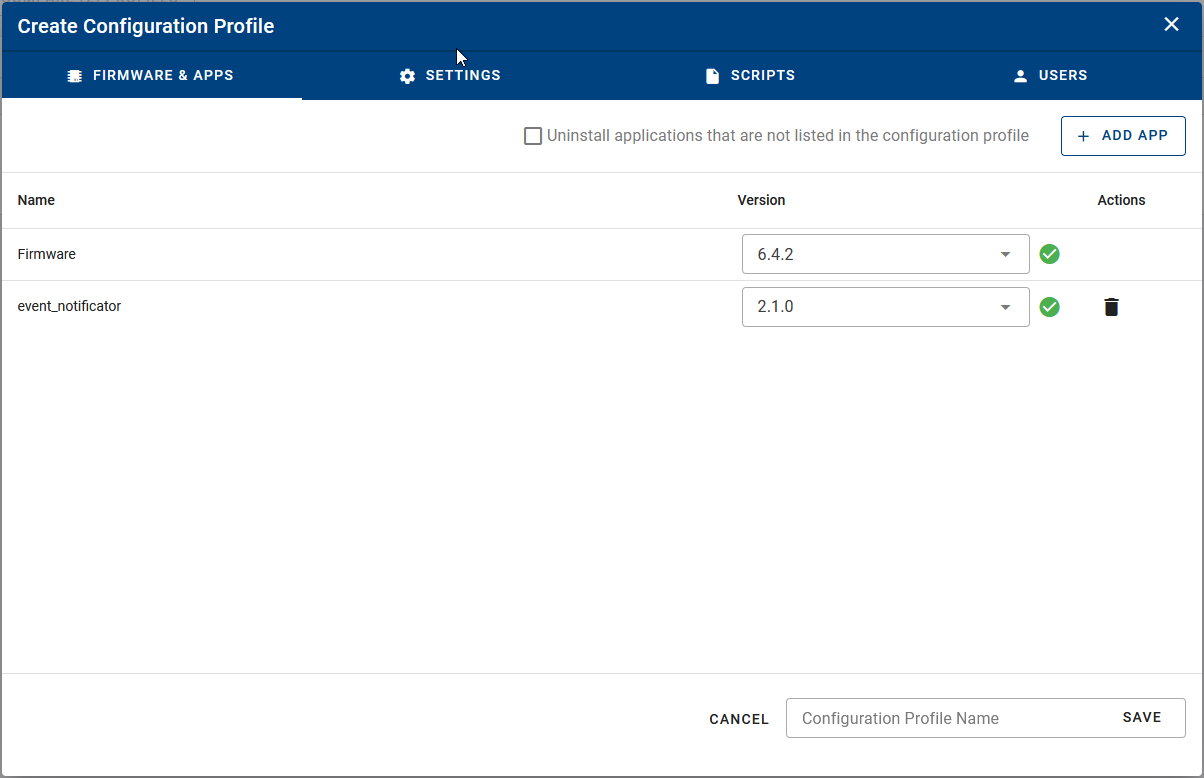 Create Configuration Profile
FIRMWARE & APPS SETTINGS SCRIPTS USERS
Uninstall applications that are not listed in the configuration profile + ADD APP
Name Version Actions
Firmware 6.4.2
event_notificator 2.1.0
CANCEL Configuration Profile Name SAVE